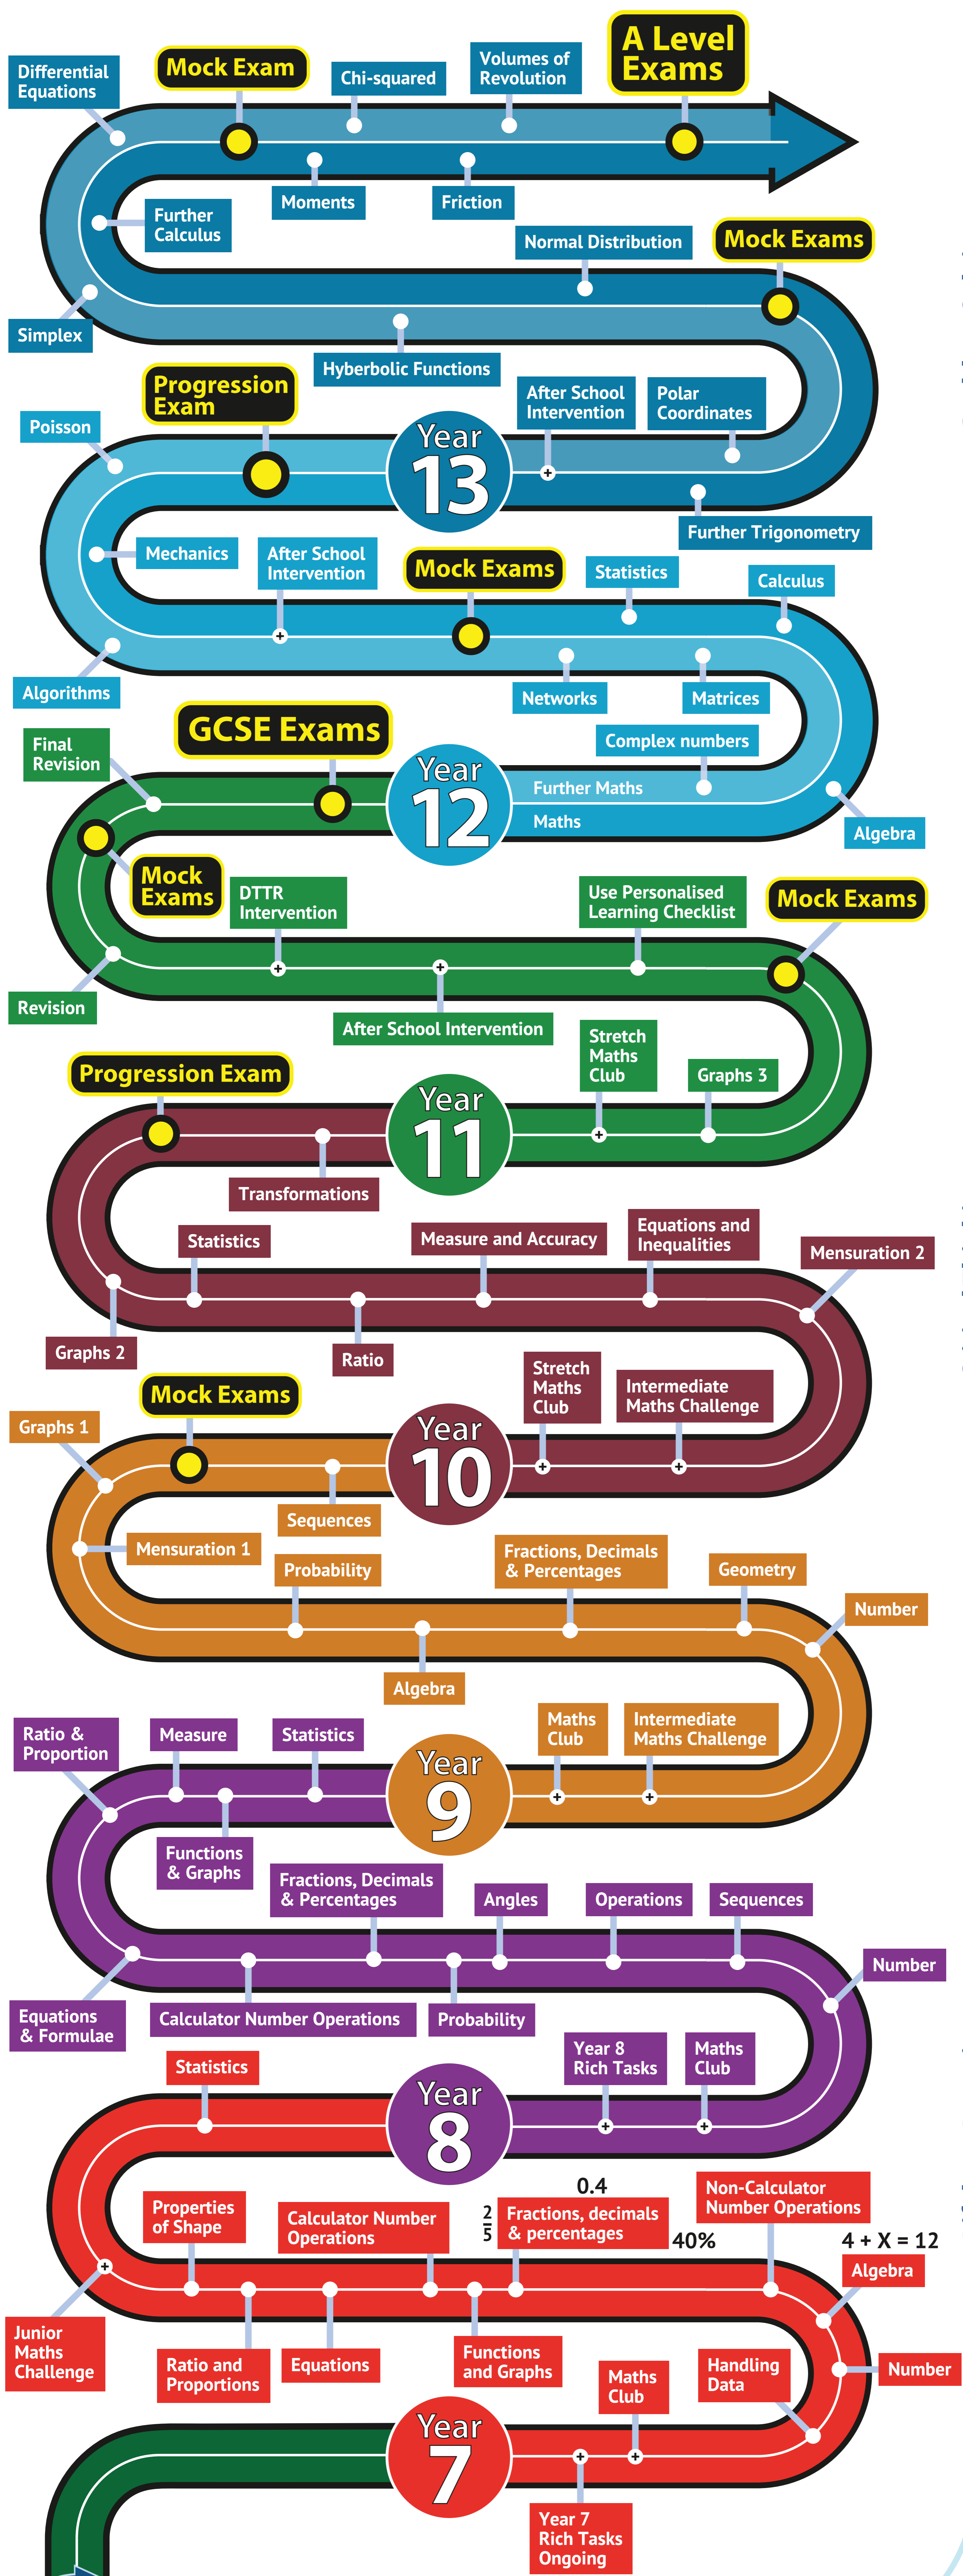 A Level
Exams
Volumes of
Revolution
Mock Exam
Chi-squared
Differential
Equations
Moments
Friction
Further
Calculus
Normal Distribution
Mock Exams
Simplex
Hyberbolic Functions
Progression
Exam
After School
Intervention
Polar
Coordinates
Poisson
Year
13
Further Trigonometry
Mechanics
After School
Intervention
Mock Exams
Statistics
Calculus
Algorithms
Networks
Matrices
GCSE Exams
Final
Revision
Complex numbers
Year
12
Further Maths
Maths
Algebra
Mock
Exams
DTTR
Intervention
Use Personalised
Learning Checklist
Mock Exams
Revision
After School Intervention
Stretch
Maths
Club
Graphs 3
Progression Exam
Year
11
Transformations
Statistics
Measure and Accuracy
Equations and
Inequalities
Mensuration 2
Graphs 2
Ratio
Stretch
Maths
Club
Intermediate
Maths Challenge
Mock Exams
Graphs 1
Year
10
Sequences
Mensuration 1
Probability
Fractions, Decimals
& Percentages
Geometry
Number
Algebra
Maths
Club
Intermediate
Maths Challenge
Ratio &
Proportion
Measure
Statistics
Year
9
Functions
& Graphs
Fractions, Decimals
& Percentages
Angles
Operations
Sequences
Number
Equations
& Formulae
Calculator Number Operations
Probability
Year 8
Rich Tasks
Maths
Club
Statistics
Year
8
Properties
of Shape
Calculator Number
Operations
0.4
2
5
Fractions, decimals
& percentages
40%
Non-Calculator
Number Operations
4 + X = 12
Algebra
Junior
Maths
Challenge
Ratio and
Proportions
Equations
Functions
and Graphs
Maths
Club
Handling
Data
Number
Year
7
Year 7
Rich Tasks
Ongoing